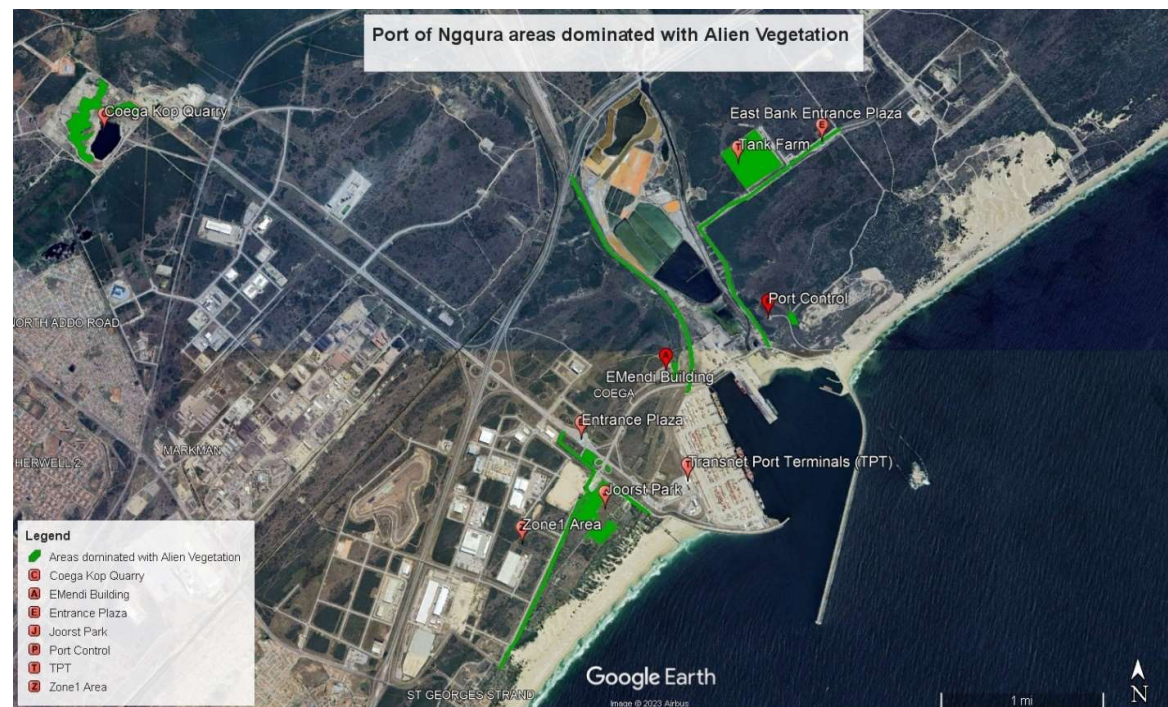 Port of Ngqura areas dominated with Alien Vegetation
Coega Kop Quarry
East Bank Entrance Plaza
Tank Farm
Port Control
NORTH ADDO ROAD
EMendi Building
COEGA
Entrance Plaza
MARKMAN
HERWELL 2
Transnet Port Terminals (TPT)
Joorst Park
Zone1 Area
Legend
Areas dominated with Alien Vegetation
C Coega Kop Quarry
A EMendi Building
E Entrance Plaza
J Joorst Park
P Port Control
T TPT
Z Zone1 Area
ST GEORGES STRAND
Google Earth
Image © 2023 Airbus
1 mi
N